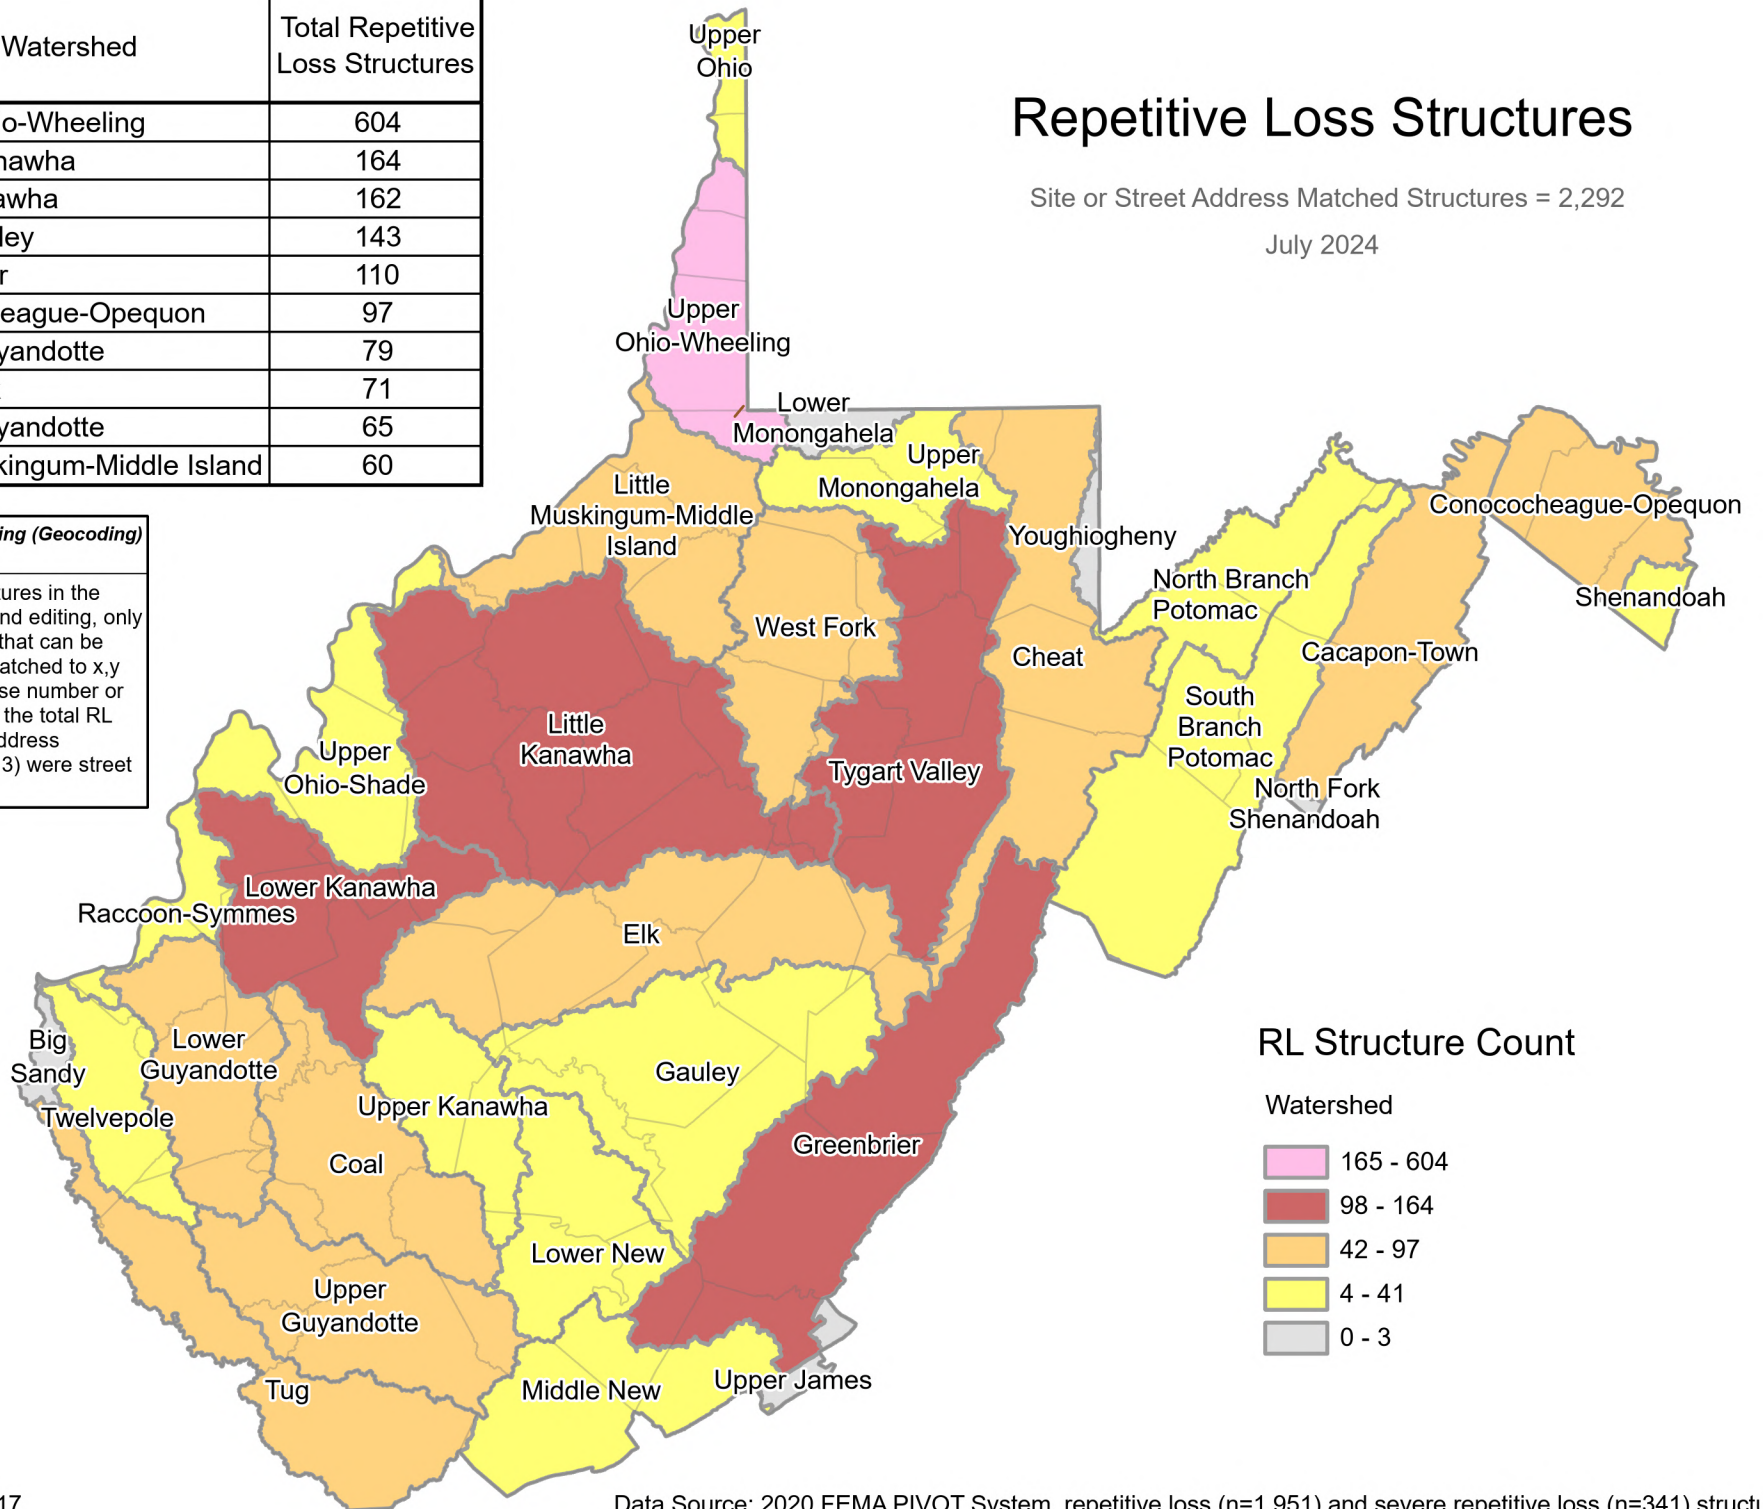 Watershed
Total Repetitive
Loss Structures
o-Wheeling 604
nawha 164
awha 162
ley 143
r 110
eague-Opequon 97
yandotte 79
71
yandotte 65
kingum-Middle Island 60
ing (Geocoding)
tures in the
nd editing, only
that can be
atched to x,y
se number or
the total RL
ddress
3) were street
Repetitive Loss Structures
Site or Street Address Matched Structures = 2,292
July 2024
Upper
Ohio
Upper
Ohio-Wheeling
Lower
Monongahela
Upper
Monongahela
Little
Muskingum-Middle
Island
Youghiogheny
Conococheague-Opequon
North Branch
Potomac
Shenandoah
West Fork
Cheat
Cacapon-Town
South
Branch
Potomac
Little
Kanawha
Upper
Ohio-Shade
Tygart Valley
North Fork
Shenandoah
Lower Kanawha
Raccoon-Symmes
Elk
Big
Sandy
Lower
Guyandotte
Gauley
Twelvepole
Upper Kanawha
Greenbrier
Coal
Lower New
Upper
Guyandotte
Tug
Middle New
Upper James
RL Structure Count
Watershed
165 - 604
98 - 164
42 - 97
4 - 41
0 - 3
17
Data Source: 2020 FEMA PIVOT System, repetitive loss (n=1,951) and severe repetitive loss (n=341) structu